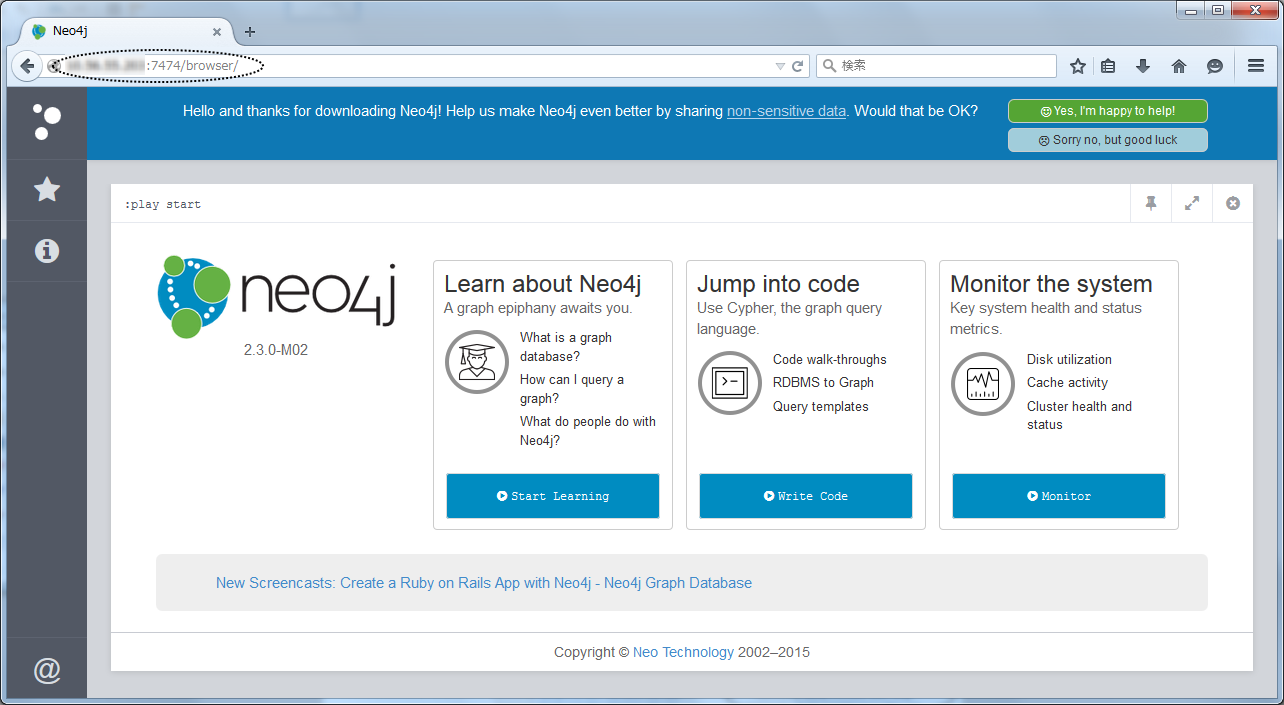 Neo4j
:7474/browser/
検索
Hello and thanks for downloading Neo4j! Help us make Neo4j even better by sharing non-sensitive data. Would that be OK?
Yes, I'm happy to help!
Sorry no, but good luck
:play start
neo4j
2.3.0-M02
Learn about Neo4j
A graph epiphany awaits you.
What is a graph
database?
How can I query a
graph?
What do people do with
Neo4j?
Start Learning
Jump into code
Use Cypher, the graph query
language.
Code walk-throughs
RDBMS to Graph
Query templates
Write Code
Monitor the system
Key system health and status
metrics.
Disk utilization
Cache activity
Cluster health and
status
Monitor
New Screencasts: Create a Ruby on Rails App with Neo4j - Neo4j Graph Database
Copyright © Neo Technology 2002–2015